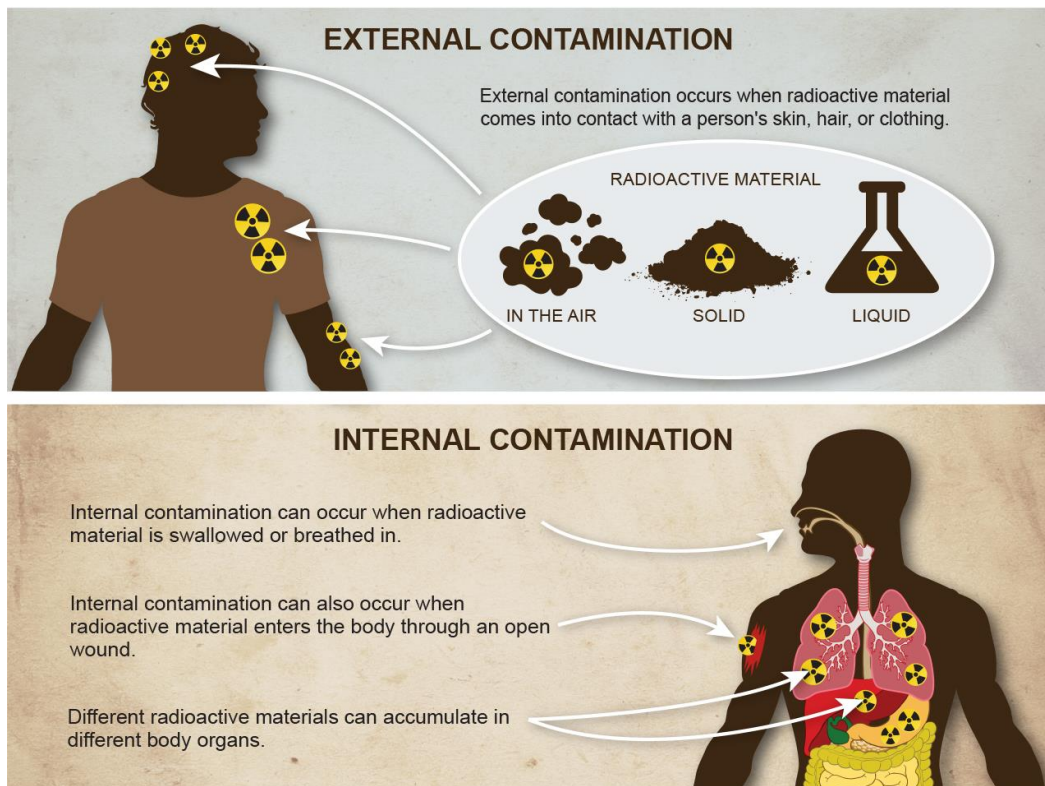 EXTERNAL CONTAMINATION
External contamination occurs when radioactive material
comes into contact with a person's skin, hair, or clothing.
RADIOACTIVE MATERIAL
IN THE AIR
SOLID
LIQUID
INTERNAL CONTAMINATION
Internal contamination can occur when radioactive
material is swallowed or breathed in.
Internal contamination can also occur when
radioactive material enters the body through an open
wound.
Different radioactive materials can accumulate in
different body organs.